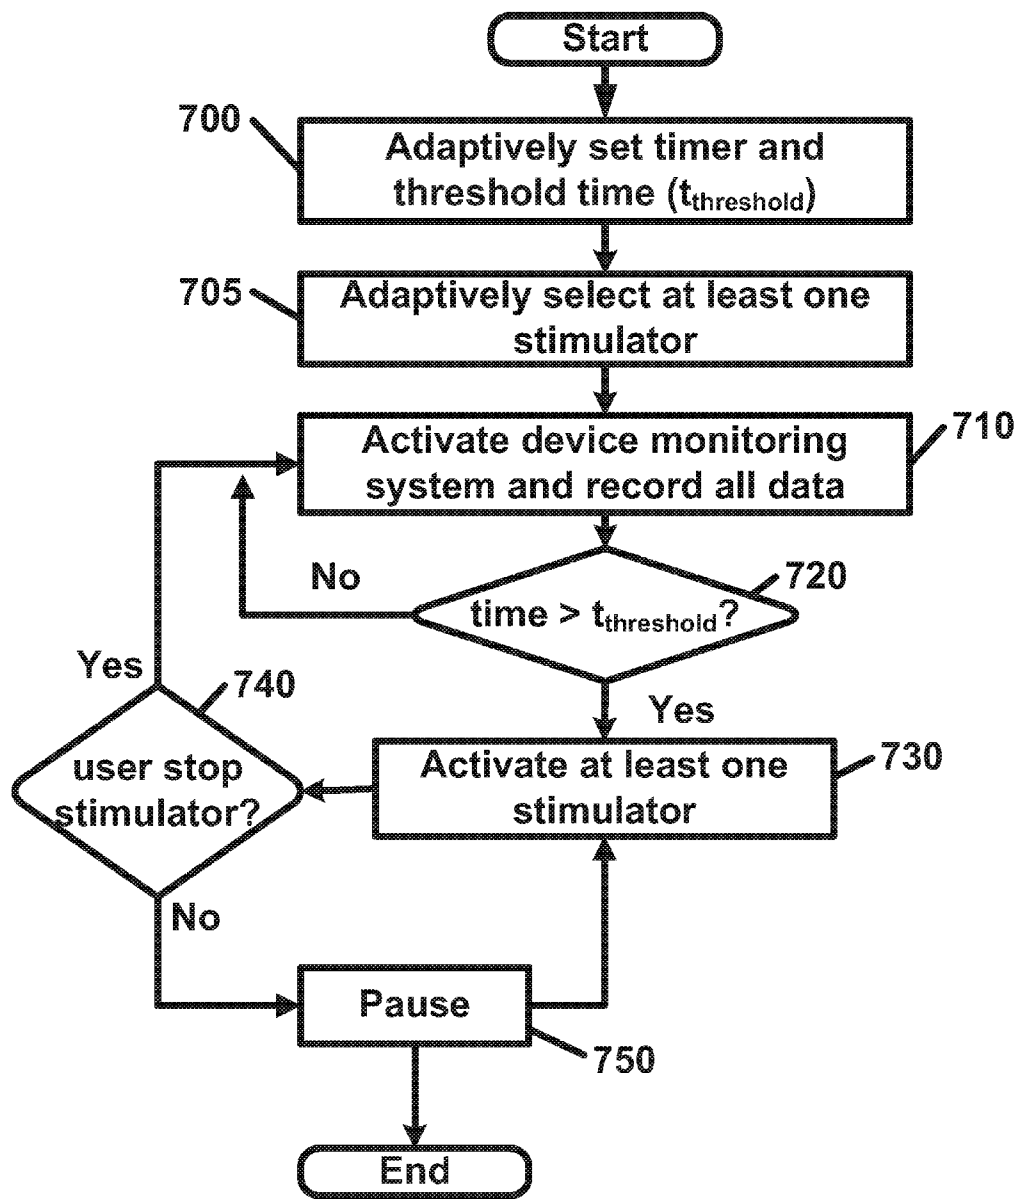 Start
700
Adaptively set timer and
threshold time (tthreshold)
705
Adaptively select at least one
stimulator
710
Activate device monitoring
system and record all data
No
720
time > tthreshold?
Yes
740
Yes
user stop
stimulator?
730
Activate at least one
stimulator
No
Pause
750
End